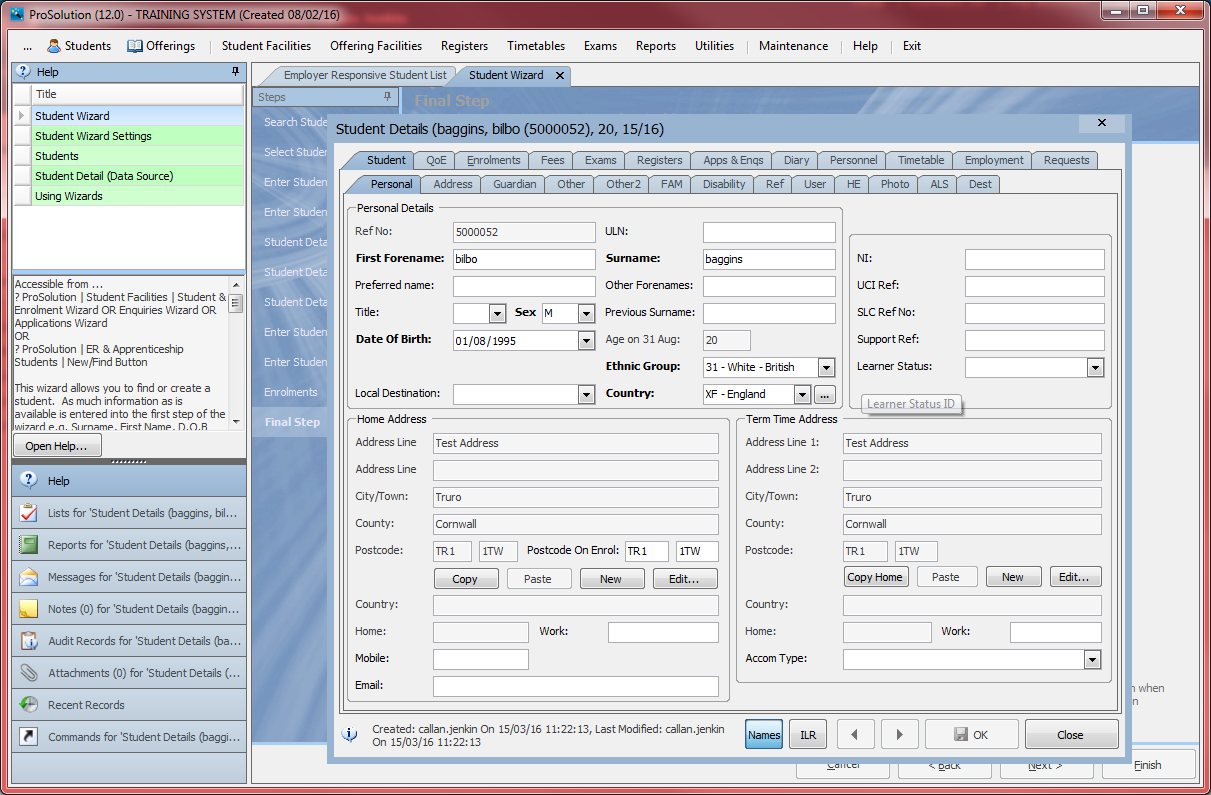 ProSolution (12.0) - TRAINING SYSTEM (Created 08/02/16)
... Students Offerings Student Facilities Offering Facilities Registers Timetables Exams Reports Utilities Maintenance Help Exit
Help
Title
Student Wizard
Student Wizard Settings
Students
Student Detail (Data Source)
Using Wizards
Accessible from ...
? ProSolution | Student Facilities | Student &
Enrolment Wizard OR Enquiries Wizard OR
Applications Wizard
OR
? ProSolution | ER & Apprenticeship
Students | New/Find Button
This wizard allows you to find or create a
student. As much information as is
available is entered into the first step of the
wizard e.g. Surname, First Name, D.O.B
Open Help...
Help
Lists for 'Student Details (baggins, bil...
Reports for 'Student Details (baggins,...
Messages for 'Student Details (baggin...
Notes (0) for 'Student Details (baggin...
Audit Records for 'Student Details (ba...
Attachments (0) for 'Student Details (...
Recent Records
Commands for 'Student Details (baggi...
Employer Responsive Student List Student Wizard
Steps
Final Step
Search Stude
Select Studen
Enter Studen
Enter Studen
Student Deta
Student Deta
Student Deta
Enter Studen
Enter Studen
Enrolments
Final Step
Student Details (baggins, bilbo (5000052), 20, 15/16)
Student QoE Enrolments Fees Exams Registers Apps & Enqs Diary Personnel Timetable Employment Requests
Personal Address Guardian Other Other2 FAM Disability Ref User HE Photo ALS Dest
Personal Details
Ref No: 5000052 ULN:
First Forename: bilbo Surname: baggins
Preferred name: Other Forenames:
Title: Sex M Previous Surname:
Date Of Birth: 01/08/1995 Age on 31 Aug: 20
Ethnic Group: 31 - White - British
Local Destination: Country: XF - England ...
NI:
UCI Ref:
SLC Ref No:
Support Ref:
Learner Status:
Learner Status ID
Home Address
Address Line Test Address
Address Line
City/Town: Truro
County: Cornwall
Postcode: TR1 1TW Postcode On Enrol: TR1 1TW
Copy Paste New Edit...
Country:
Home: Work:
Mobile:
Email:
Term Time Address
Address Line 1: Test Address
Address Line 2:
City/Town: Truro
County: Cornwall
Postcode: TR1 1TW
Copy Home Paste New Edit...
Country:
Home: Work:
Accom Type:
Created: callan.jenkin On 15/03/16 11:22:13, Last Modified: callan.jenkin
On 15/03/16 11:22:13
Names ILR OK Close
when
Cancel < Back Next > Finish